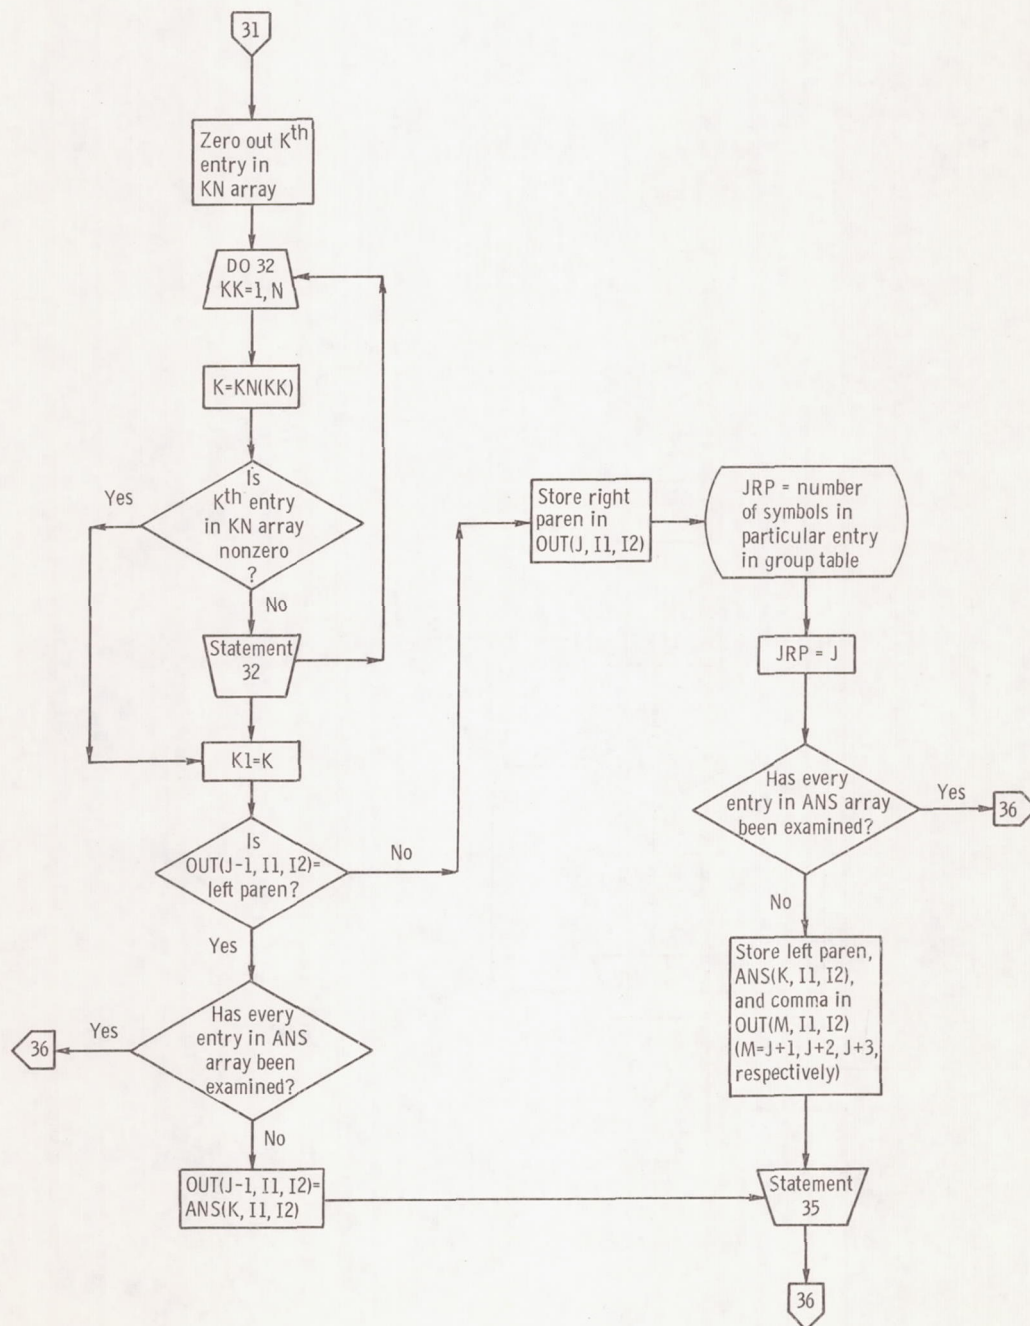 31
Zero out Kth
entry in
KN array
DO 32
KK=1, N
K=KN(KK)
Is
Kth entry
in KN array
nonzero
?
Yes
No
Statement
32
K1=K
Is
OUT(J-1, I1, I2)=
left paren?
No
Yes
Has every
entry in ANS
array been
examined?
Yes
36
No
OUT(J-1, I1, I2)=
ANS(K, I1, I2)
Store right
paren in
OUT(J, I1, I2)
JRP = number
of symbols in
particular entry
in group table
JRP = J
Has every
entry in ANS array
been examined?
Yes
36
No
Store left paren,
ANS(K, I1, I2),
and comma in
OUT(M, I1, I2)
(M=J+1, J+2, J+3,
respectively)
Statement
35
36